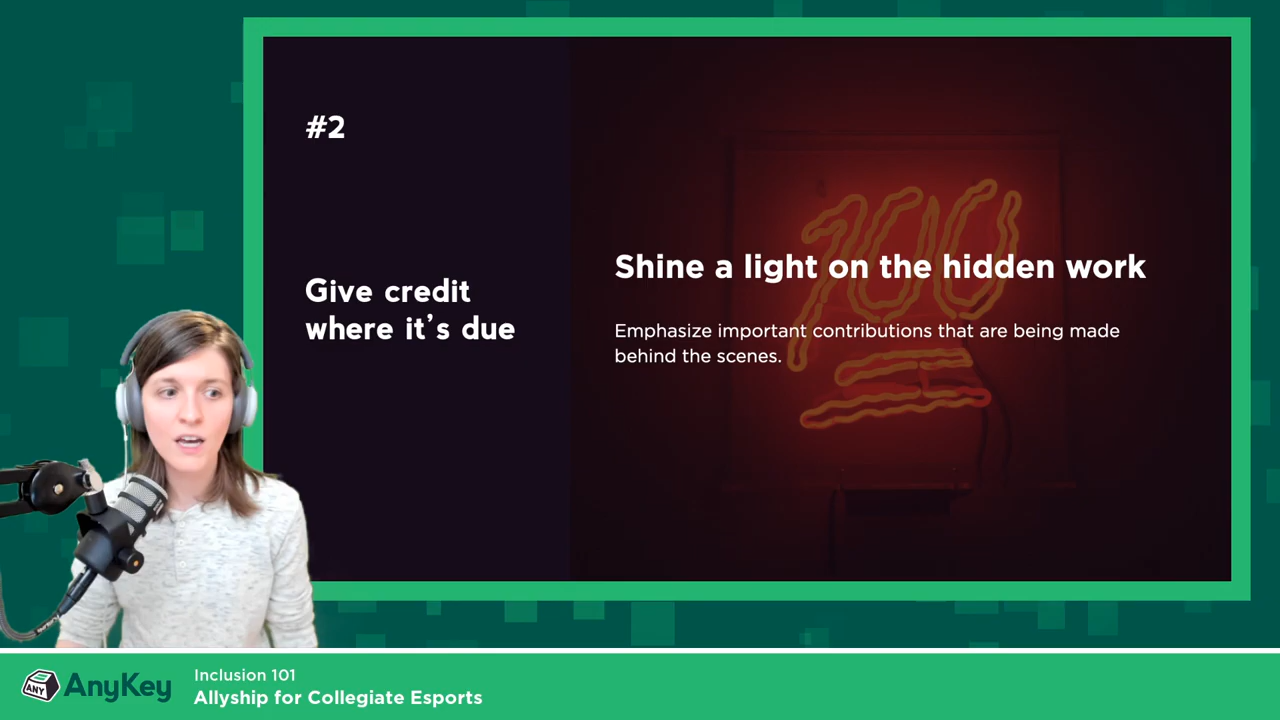 #2
Give credit
where it's due
100
Shine a light on the hidden work
Emphasize important contributions that are being made
behind the scenes.
ANY
AnyKey
Inclusion 101
Allyship for Collegiate Esports